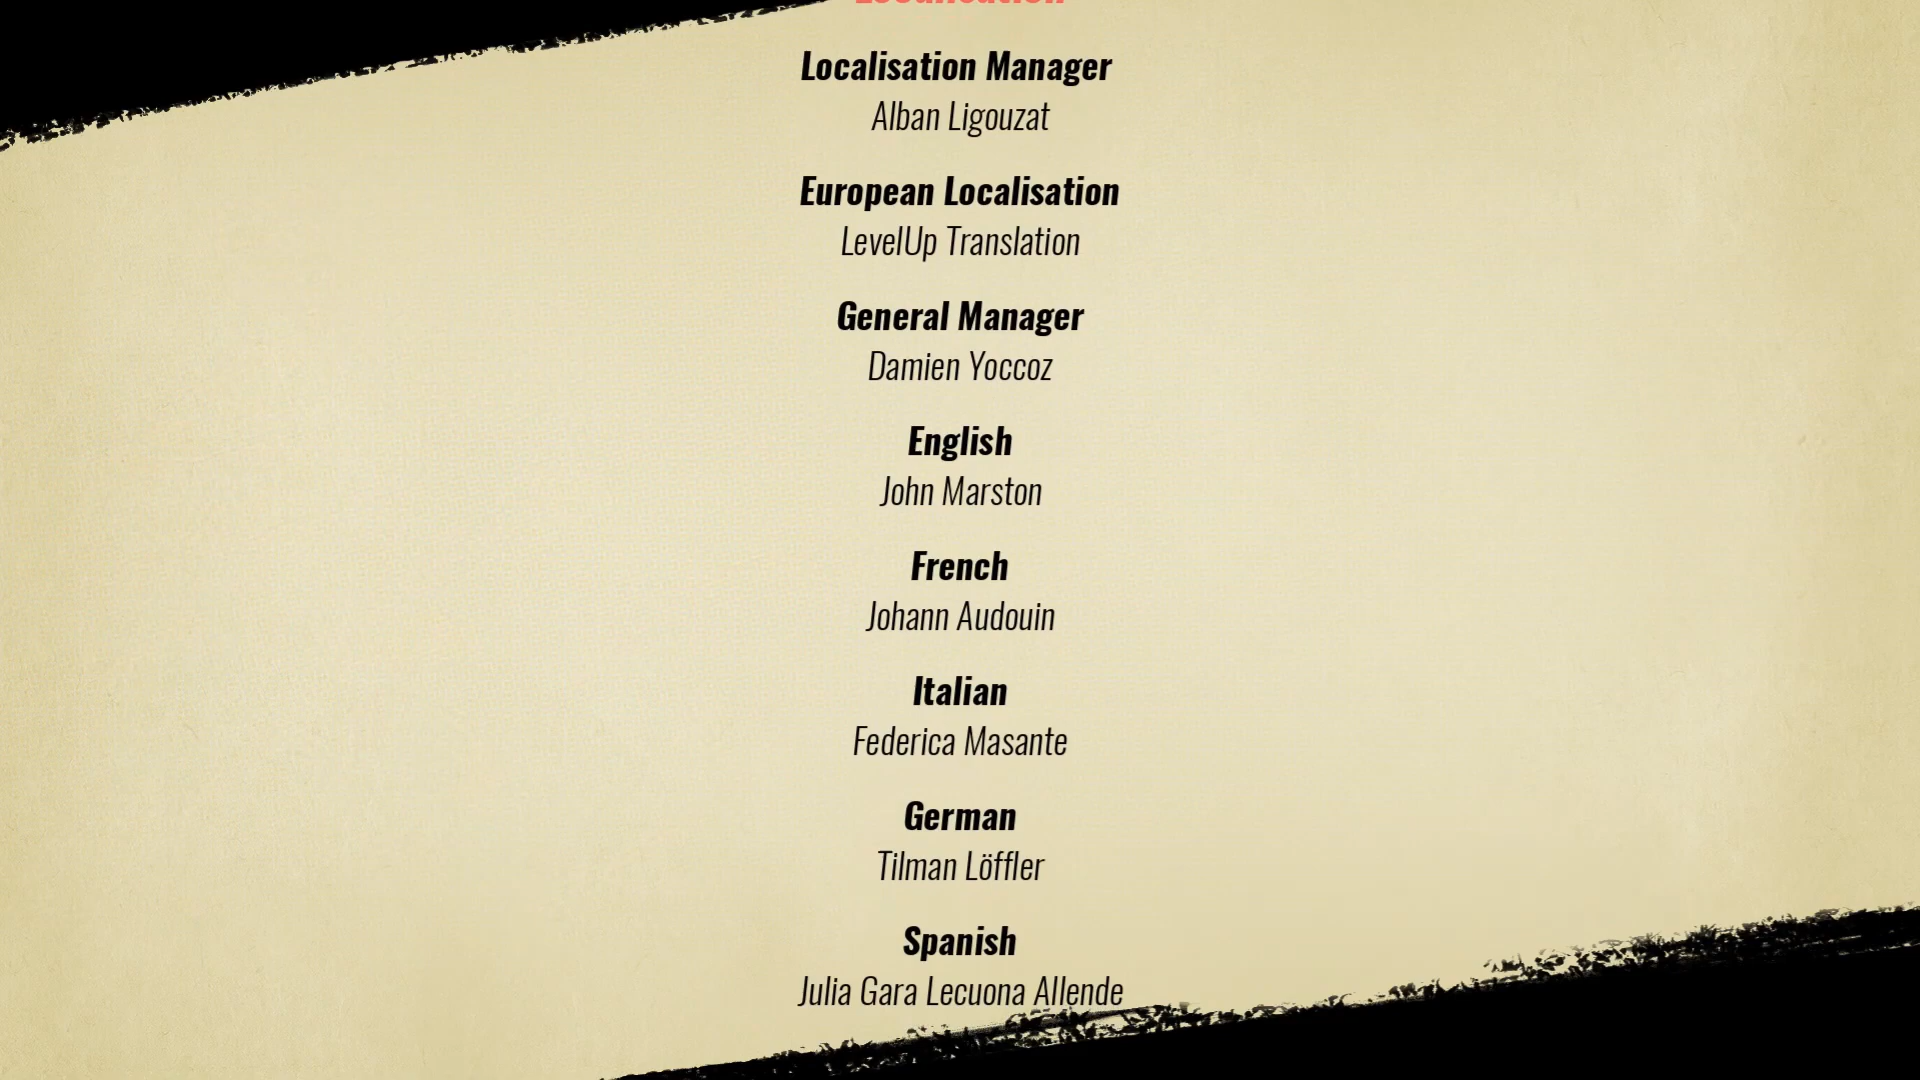 Localisation Manager
Alban Ligouzat
European Localisation
LevelUp Translation
General Manager
Damien Yoccoz
English
John Marston
French
Johann Audouin
Italian
Federica Masante
German
Tilman Löffler
Spanish
Julia Gara Lecuona Allende